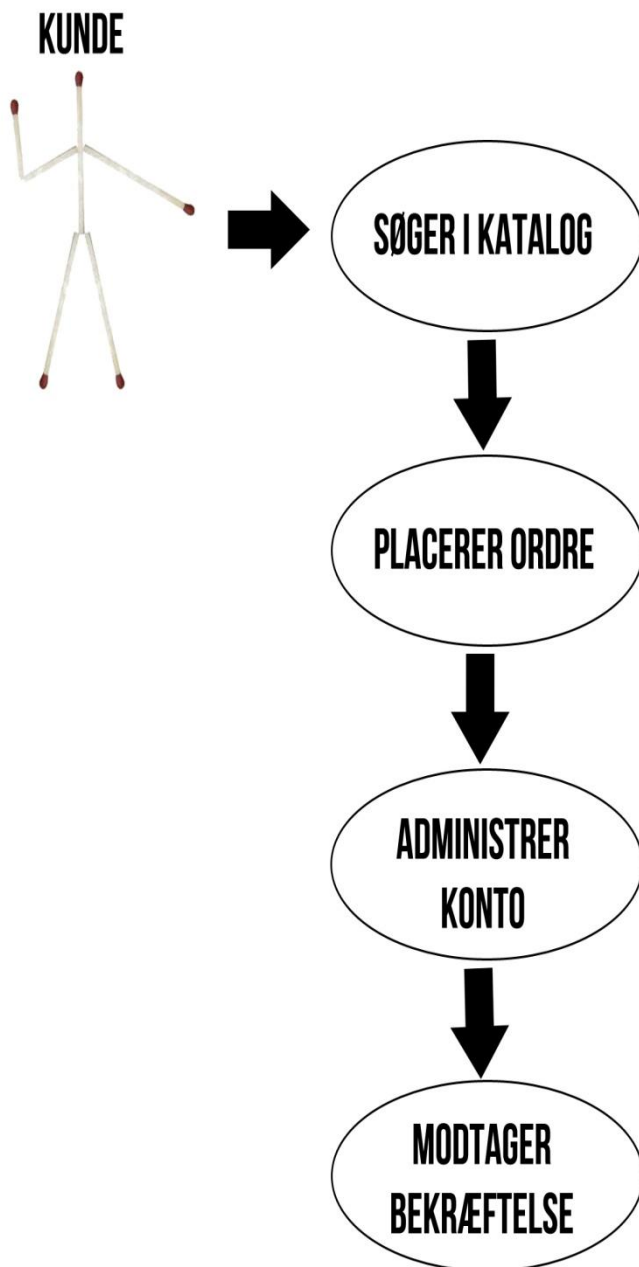 KUNDE
SØGER I KATALOG
PLACERER ORDRE
ADMINISTRER
KONTO
MODTAGER
BEKRÆFTELSE